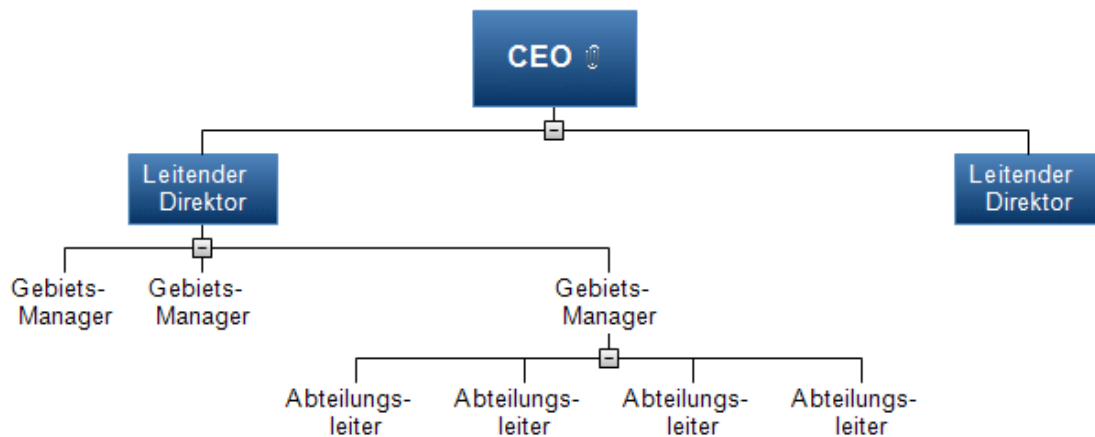 CEO
Leitender
Direktor
Leitender
Direktor
Gebiets-
Manager
Gebiets-
Manager
Gebiets-
Manager
Abteilungs-
leiter
Abteilungs-
leiter
Abteilungs-
leiter
Abteilungs-
leiter